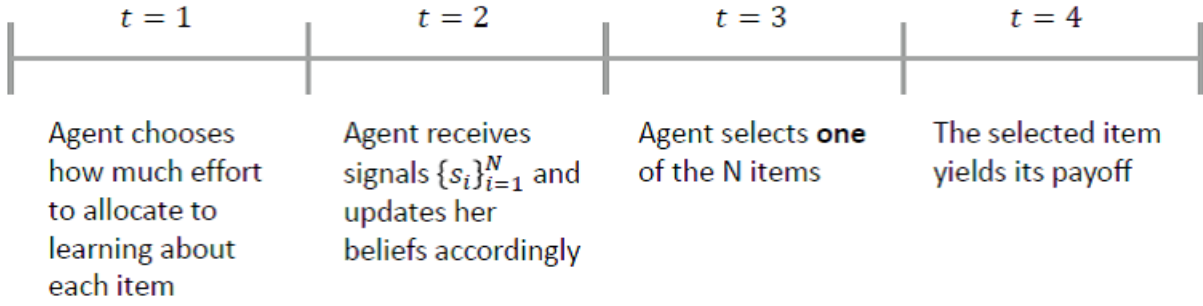 t = 1
t = 2
t = 3
t = 4
Agent chooses
how much effort
to allocate to
learning about
each item
Agent receives
signals {s_i}_{i=1}^N and
updates her
beliefs accordingly
Agent selects one
of the N items
The selected item
yields its payoff